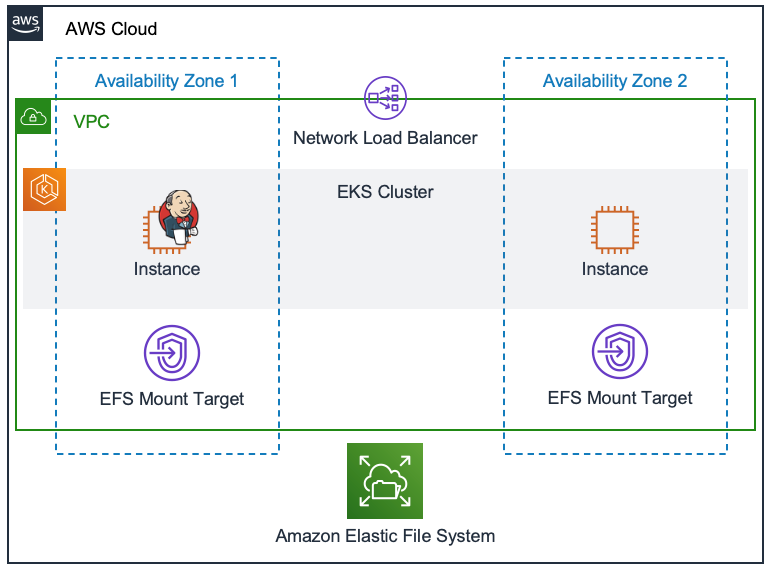 aws
AWS Cloud
Availability Zone 1
Availability Zone 2
VPC
Network Load Balancer
K
EKS Cluster
Instance
Instance
EFS Mount Target
EFS Mount Target
Amazon Elastic File System